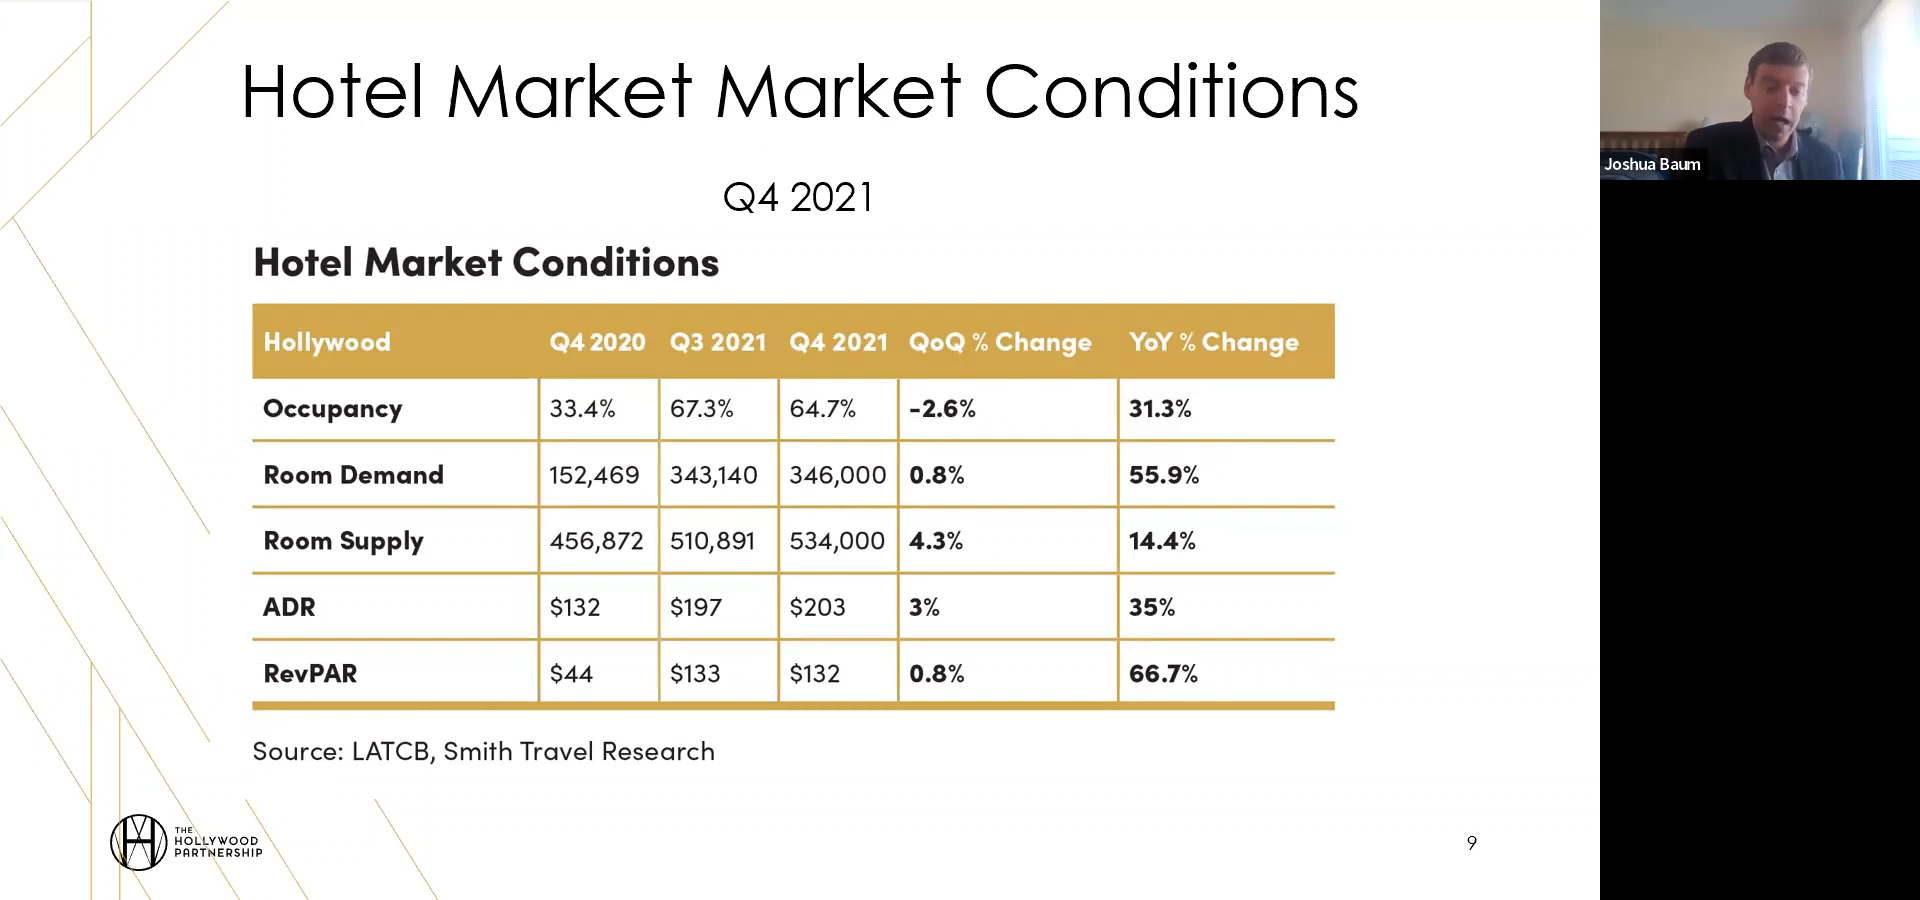 Hotel Market Market Conditions
Q4 2021
Hotel Market Conditions
Hollywood Q4 2020 Q3 2021 Q4 2021 QoQ % Change YoY % Change
Occupancy 33.4% 67.3% 64.7% -2.6% 31.3%
Room Demand 152,469 343,140 346,000 0.8% 55.9%
Room Supply 456,872 510,891 534,000 4.3% 14.4%
ADR $132 $197 $203 3% 35%
RevPAR $44 $133 $132 0.8% 66.7%
Source: LATCB, Smith Travel Research
THE
HOLLYWOOD
PARTNERSHIP
9
Joshua Baum